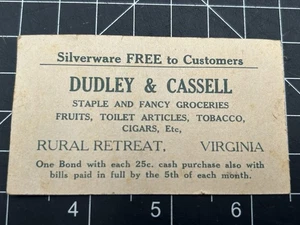 Silverware FREE to Customers
DUDLEY & CASSELL
STAPLE AND FANCY GROCERIES
FRUITS, TOILET ARTICLES, TOBACCO,
CIGARS, Etc,
RURAL RETREAT, VIRGINIA
One Bond with each 25c. cash purchase also with
bills paid in full by the 5th of each month.
4 5 6